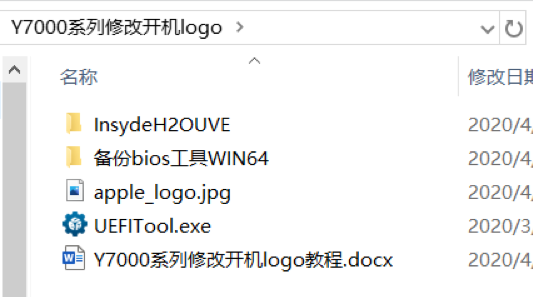 Y7000系列修改开机logo
名称 修改日期
InsydeH2OUVE 2020/4/
备份bios工具WIN64 2020/4/
apple_logo.jpg 2020/4/
UEFITool.exe 2020/3/
Y7000系列修改开机logo教程.docx 2020/4/